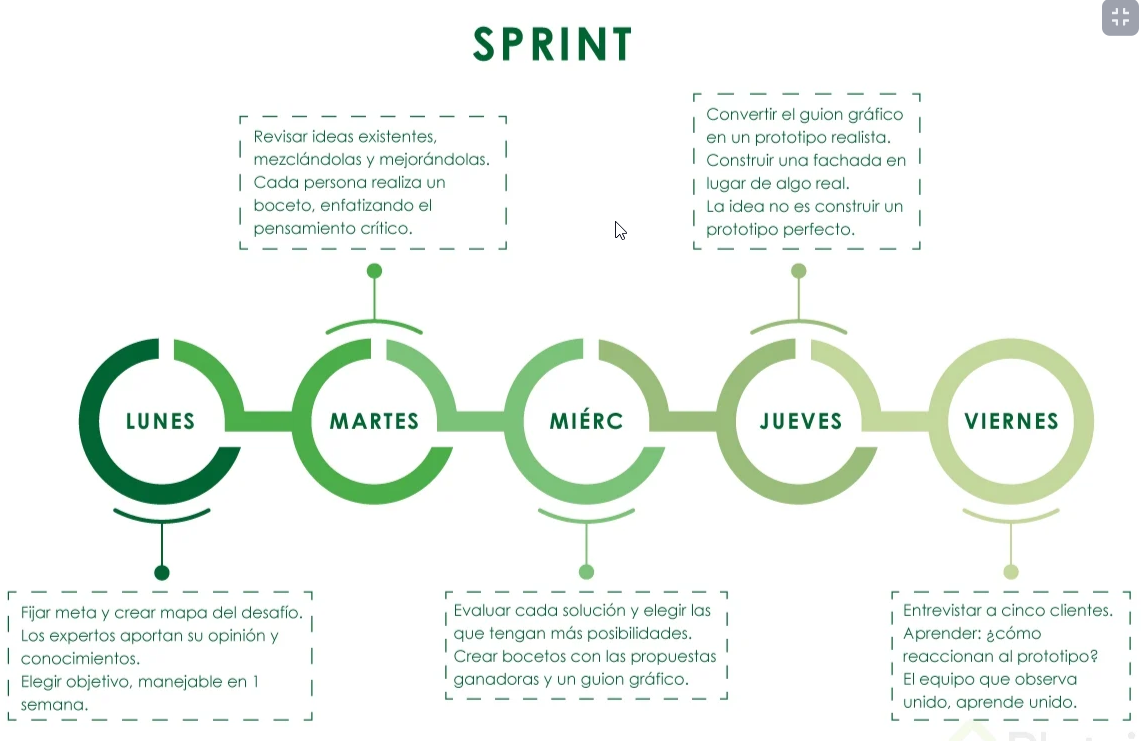 SPRINT
Revisar ideas existentes,
mezclándolas y mejorándolas.
Cada persona realiza un
boceto, enfatizando el
pensamiento crítico.
Convertir el guion gráfico
en un prototipo realista.
Construir una fachada en
lugar de algo real.
La idea no es construir un
prototipo perfecto.
LUNES
MARTES
MIÉRC
JUEVES
VIERNES
Fijar meta y crear mapa del desafío.
Los expertos aportan su opinión y
conocimientos.
Elegir objetivo, manejable en 1
semana.
Evaluar cada solución y elegir las
que tengan más posibilidades.
Crear bocetos con las propuestas
ganadoras y un guion gráfico.
Entrevistar a cinco clientes.
Aprender: ¿cómo
reaccionan al prototipo?
El equipo que observa
unido, aprende unido.